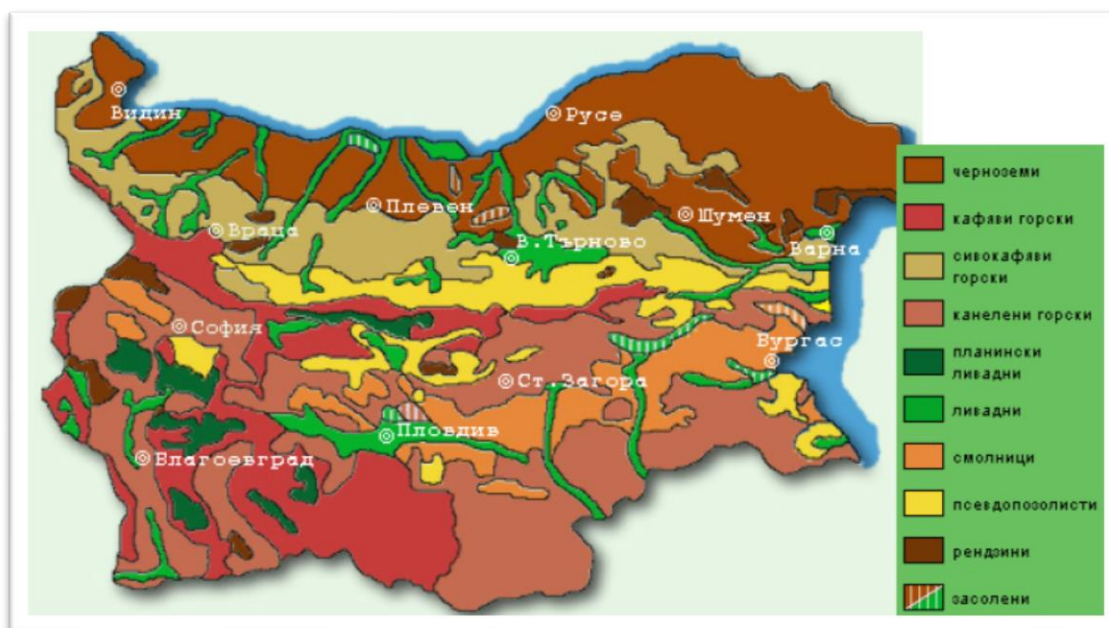 Видин
Русе
Плевен
Шумен
Враца
В.Търново
Варна
София
Бургас
Ст.Загора
Пловдив
Благоевград
черноземи
кафяви горски
сивокафяви
горски
канелени горски
планински
ливадни
ливадни
смолници
псевдопозолисти
рендзини
засолени